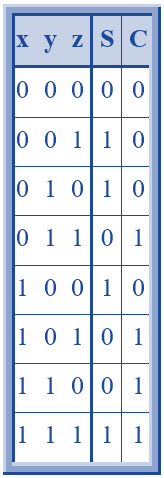 x y z S C
0 0 0 0 0
0 0 1 1 0
0 1 0 1 0
0 1 1 0 1
1 0 0 1 0
1 0 1 0 1
1 1 0 0 1
1 1 1 1 1